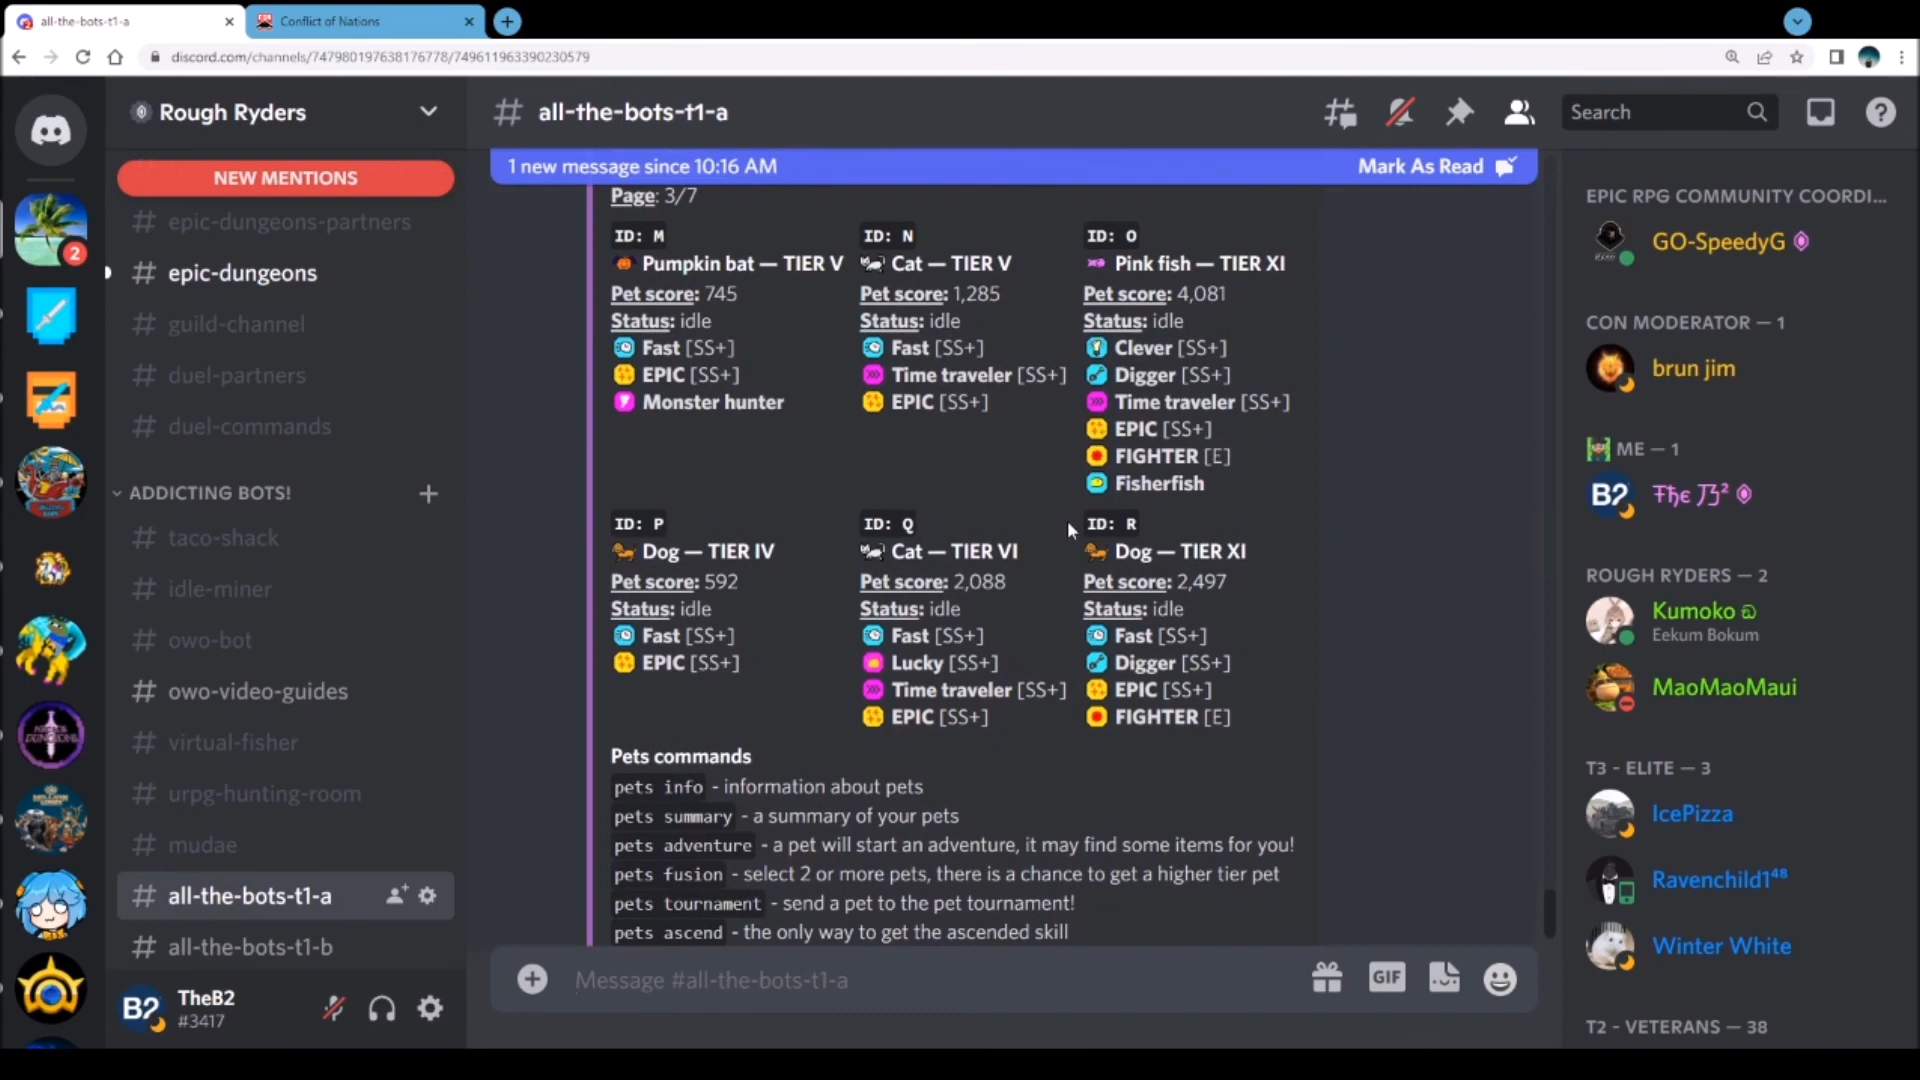 all-the-bots-t1-a
Conflict of Nations
discord.com/channels/747980197638176778/749611963390230579
Rough Ryders
NEW MENTIONS
epic-dungeons-partners
epic-dungeons
guild-channel
duel-partners
duel-commands
ADDICTING BOTS!
taco-shack
idle-miner
owo-bot
owo-video-guides
virtual-fisher
urpg-hunting-room
mudae
all-the-bots-t1-a
all-the-bots-t1-b
2
B2
TheB2
#3417
# all-the-bots-t1-a
Search
1 new message since 10:16 AM
Mark As Read
Page: 3/7
ID: M
Pumpkin bat — TIER V
Pet score: 745
Status: idle
Fast [SS+]
EPIC [SS+]
Monster hunter
ID: N
Cat — TIER V
Pet score: 1,285
Status: idle
Fast [SS+]
Time traveler [SS+]
EPIC [SS+]
ID: O
Pink fish — TIER XI
Pet score: 4,081
Status: idle
Clever [SS+]
Digger [SS+]
Time traveler [SS+]
EPIC [SS+]
FIGHTER [E]
Fisherfish
ID: P
Dog — TIER IV
Pet score: 592
Status: idle
Fast [SS+]
EPIC [SS+]
ID: Q
Cat — TIER VI
Pet score: 2,088
Status: idle
Fast [SS+]
Lucky [SS+]
Time traveler [SS+]
EPIC [SS+]
ID: R
Dog — TIER XI
Pet score: 2,497
Status: idle
Fast [SS+]
Digger [SS+]
EPIC [SS+]
FIGHTER [E]
Pets commands
pets info - information about pets
pets summary - a summary of your pets
pets adventure - a pet will start an adventure, it may find some items for you!
pets fusion - select 2 or more pets, there is a chance to get a higher tier pet
pets tournament - send a pet to the pet tournament!
pets ascend - the only way to get the ascended skill
Message #all-the-bots-t1-a
GIF
EPIC RPG COMMUNITY COORDI...
GO-SpeedyG
CON MODERATOR — 1
brun jim
ME — 1
B2
ROUGH RYDERS — 2
Kumoko
Eekum Bokum
MaoMaoMaui
T3 - ELITE — 3
IcePizza
Ravenchild1⁴⁸
Winter White
T2 - VETERANS — 38